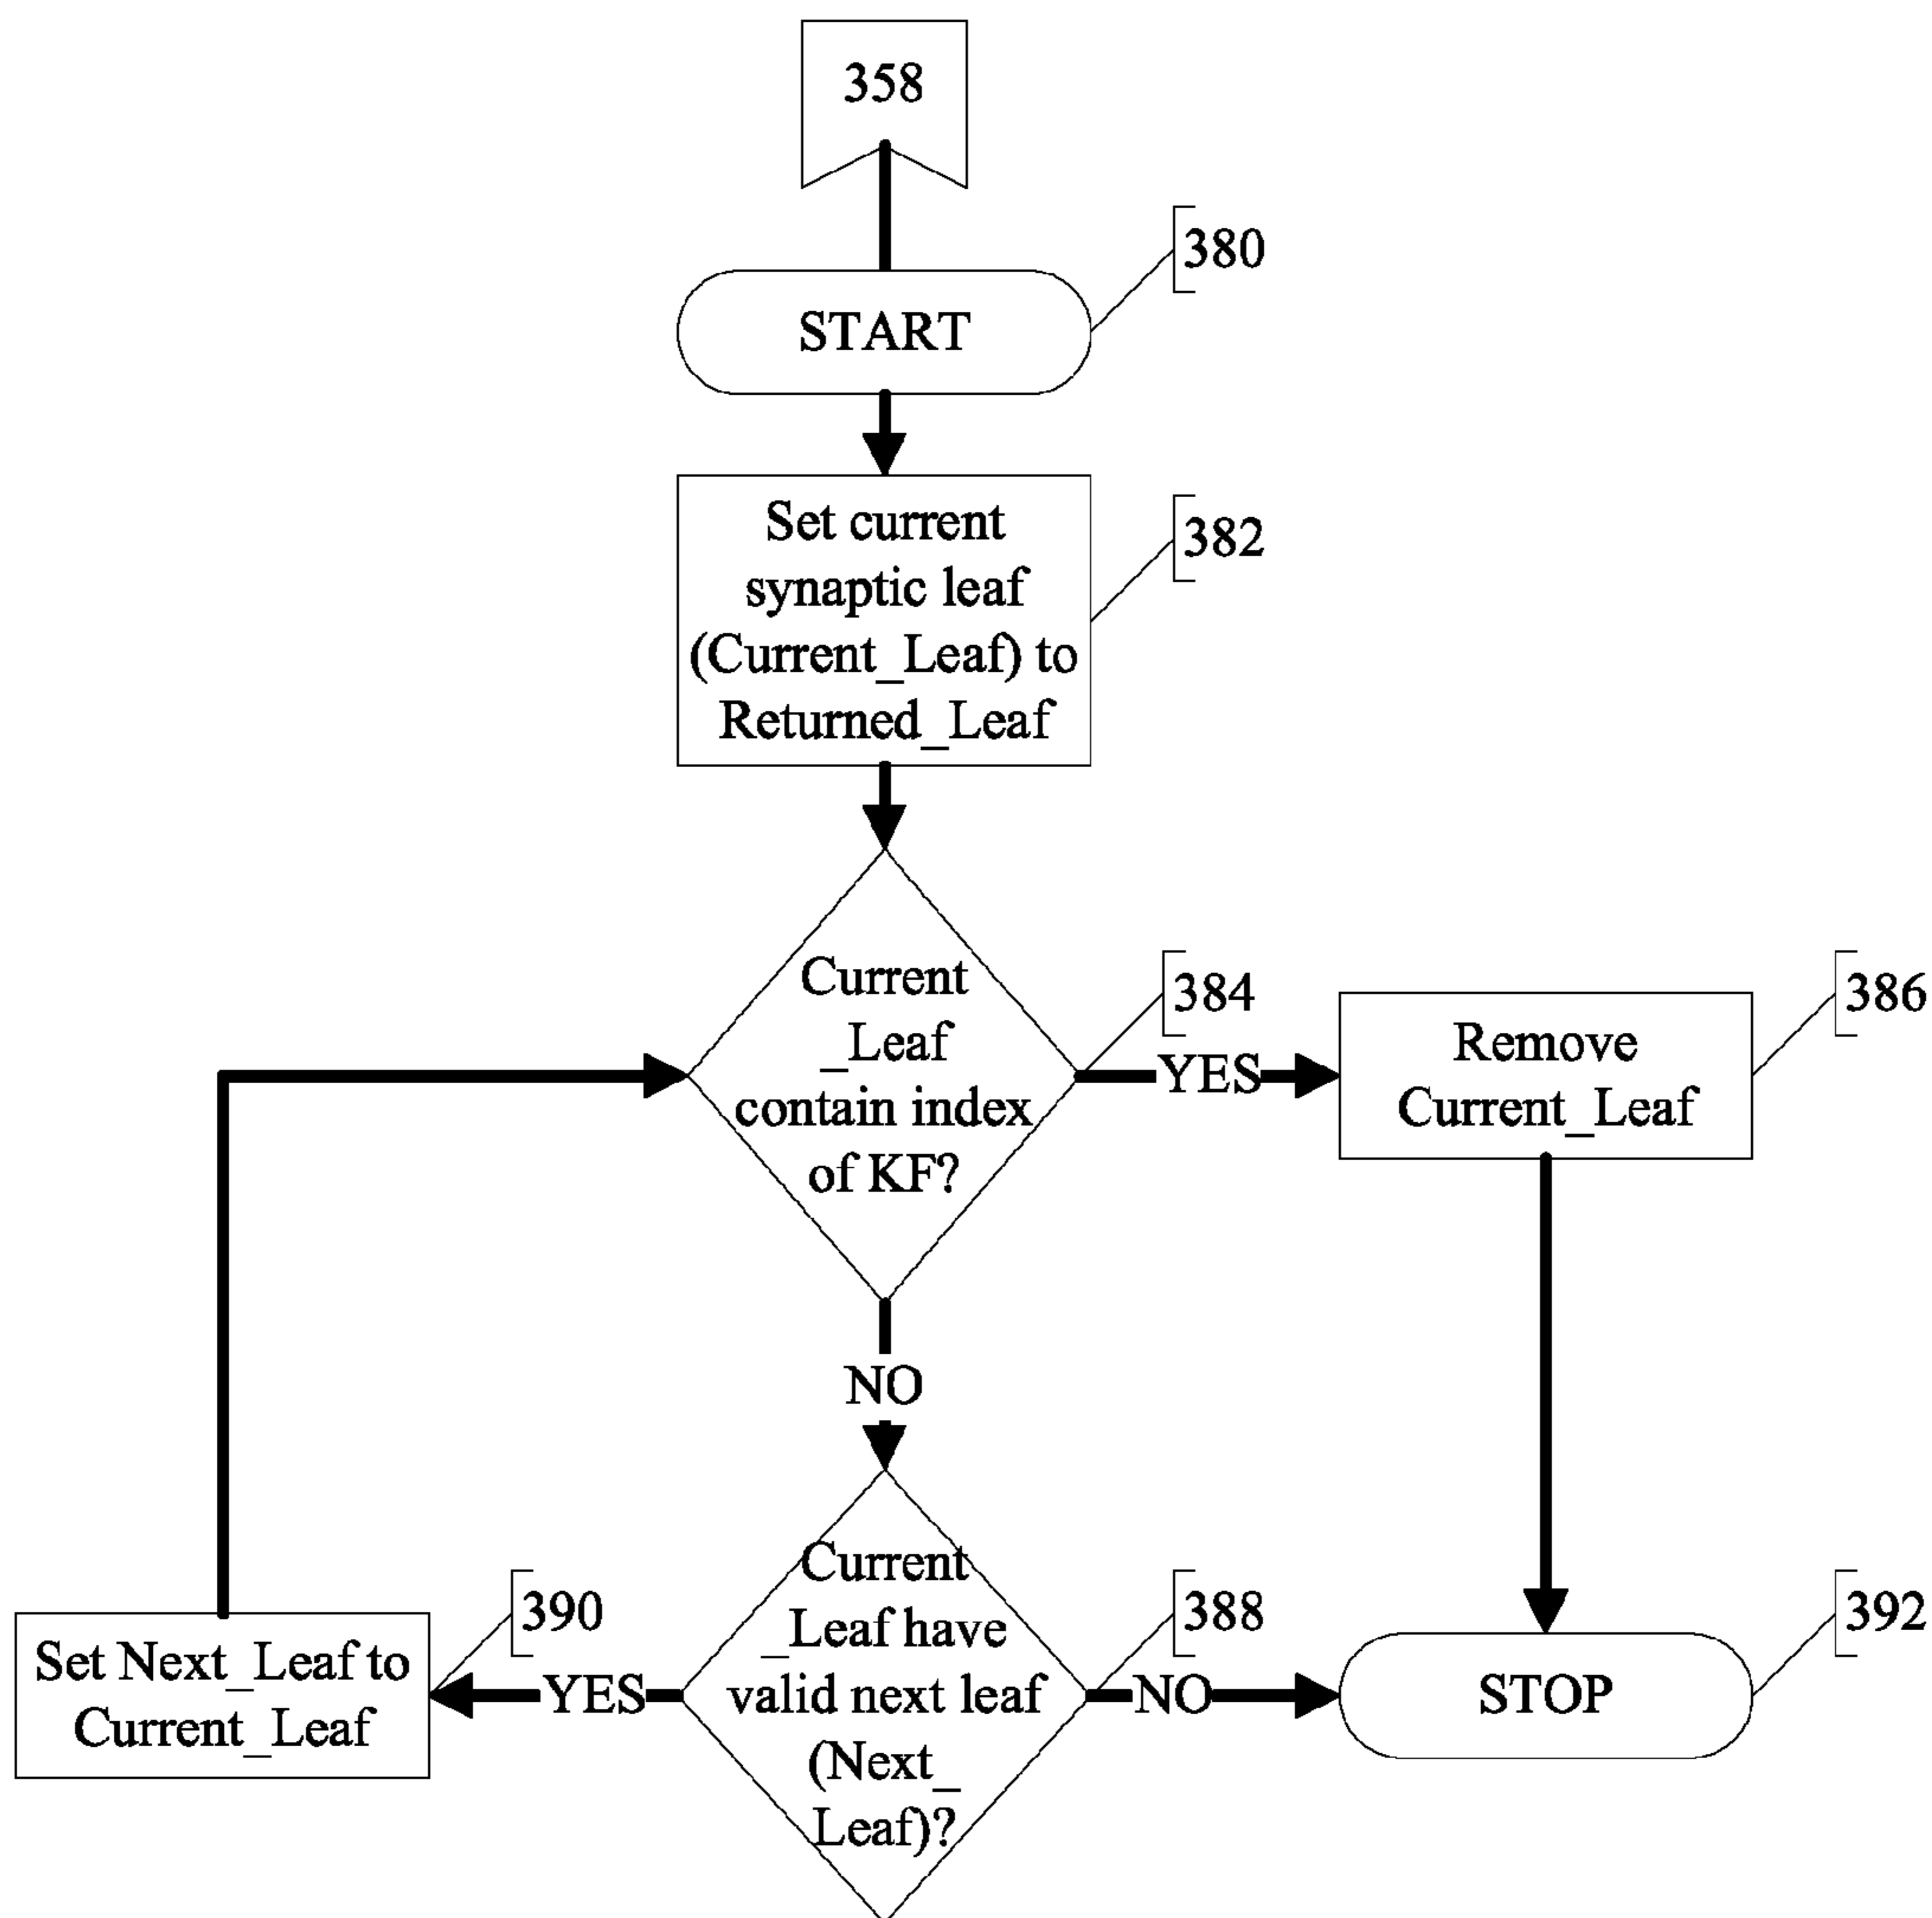 358
380
START
Set current
synaptic leaf
(Current_Leaf) to
Returned_Leaf
382
Current
_Leaf
contain index
of KF?
384
YES
Remove
Current_Leaf
386
NO
Current
_Leaf have
valid next leaf
(Next_
Leaf)?
388
NO
YES
390
Set Next_Leaf to
Current_Leaf
STOP
392